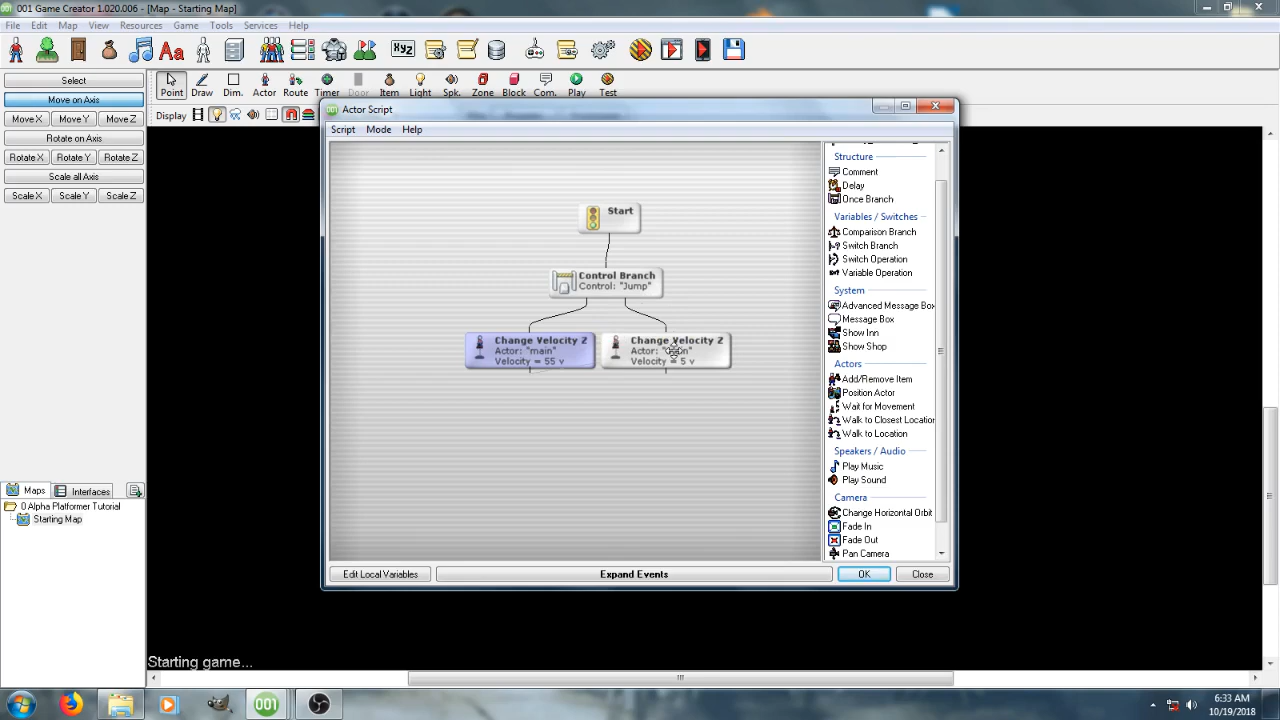 001 Game Creator 1.020.006 - [Map - Starting Map]
File Edit Map View Resources Game Tools Services Help
Aa
Xyz
Select
Move on Axis
Move X Move Y Move Z
Rotate on Axis
Rotate X Rotate Y Rotate Z
Scale all Axis
Scale X Scale Y Scale Z
Point Draw Dim. Actor Route Timer Door Item Light Spk. Zone Block Com. Play Test
Display
Actor Script
Script Mode Help
Start
Control Branch
Control: "Jump"
Change Velocity Z
Actor: "main"
Velocity = 55 v
Change Velocity Z
Actor:
Velocity = 5 v
Structure
Comment
Delay
Once Branch
Variables / Switches
Comparison Branch
Switch Branch
Switch Operation
Variable Operation
System
Advanced Message Box
Message Box
Show Inn
Show Shop
Actors
Add/Remove Item
Position Actor
Wait for Movement
Walk to Closest Locatio
Walk to Location
Speakers / Audio
Play Music
Play Sound
Camera
Change Horizontal Orbit
Fade In
Fade Out
Pan Camera
Edit Local Variables
Expand Events
OK
Close
Maps Interfaces
0 Alpha Platformer Tutorial
Starting Map
Starting game...
001
6:33 AM
10/19/2018